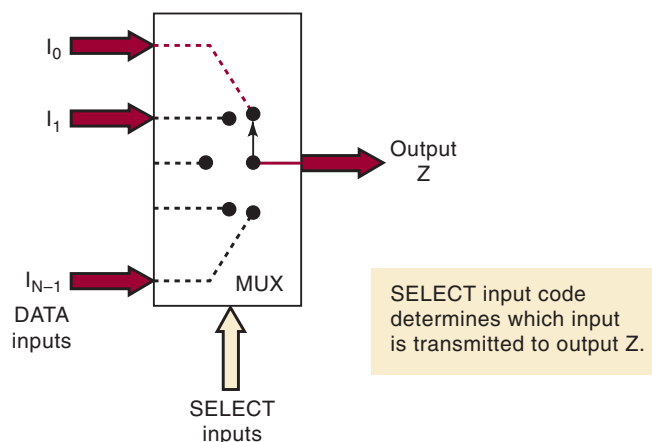 I0
I1
Output
Z
IN–1
MUX
DATA
inputs
SELECT input code
determines which input
is transmitted to output Z.
SELECT
inputs